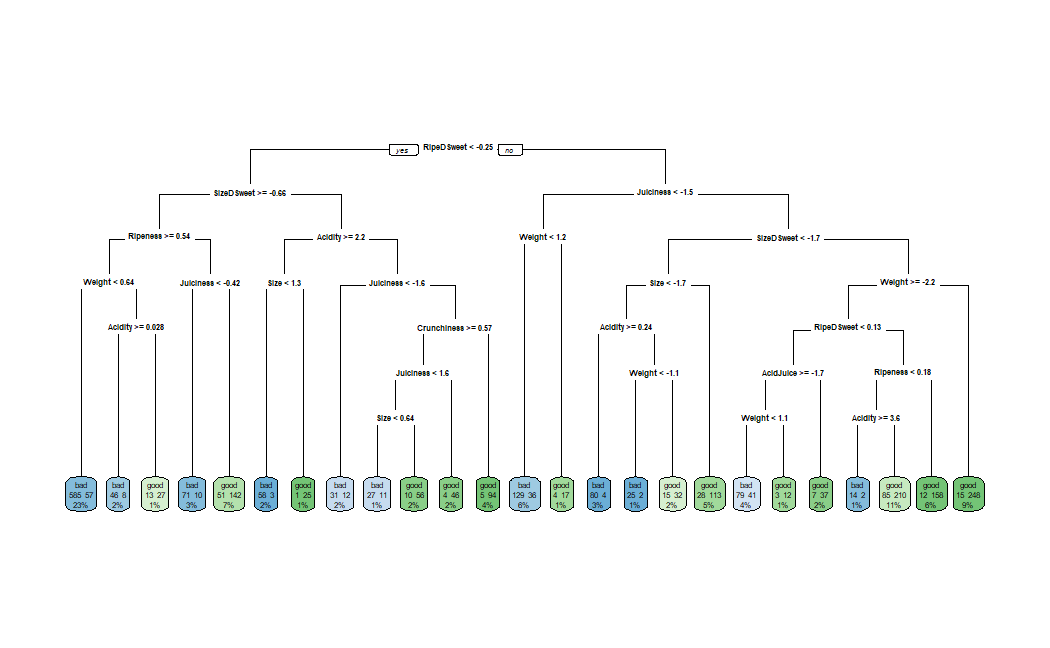 yes RipeDSweet < -0.25 no
SizeDSweet >= -0.66 Juiciness < -1.5
Ripeness >= 0.54 Acidity >= 2.2 Weight < 1.2 SizeDSweet < -1.7
Weight < 0.64 Juiciness < -0.42 Size < 1.3 Juiciness < -1.6 Size < -1.7 Weight >= -2.2
Acidity >= 0.028 Crunchiness >= 0.57 Acidity >= 0.24 RipeDSweet < 0.13
Juiciness < 1.6 Weight < -1.1 AcidJuice >= -1.7 Ripeness < 0.18
Size < 0.64 Weight < 1.1 Acidity >= 3.6
bad bad good bad good bad good bad bad good good good bad good bad bad good good bad good good bad good good good
585 57 46 8 13 27 71 10 51 142 58 3 1 25 31 12 27 11 10 56 4 46 5 94 129 36 4 17 80 4 25 2 15 32 28 113 79 41 3 12 7 37 14 2 85 210 12 158 15 248
23% 2% 1% 3% 7% 2% 1% 2% 1% 2% 2% 4% 6% 1% 3% 1% 2% 5% 4% 1% 2% 1% 11% 6% 9%